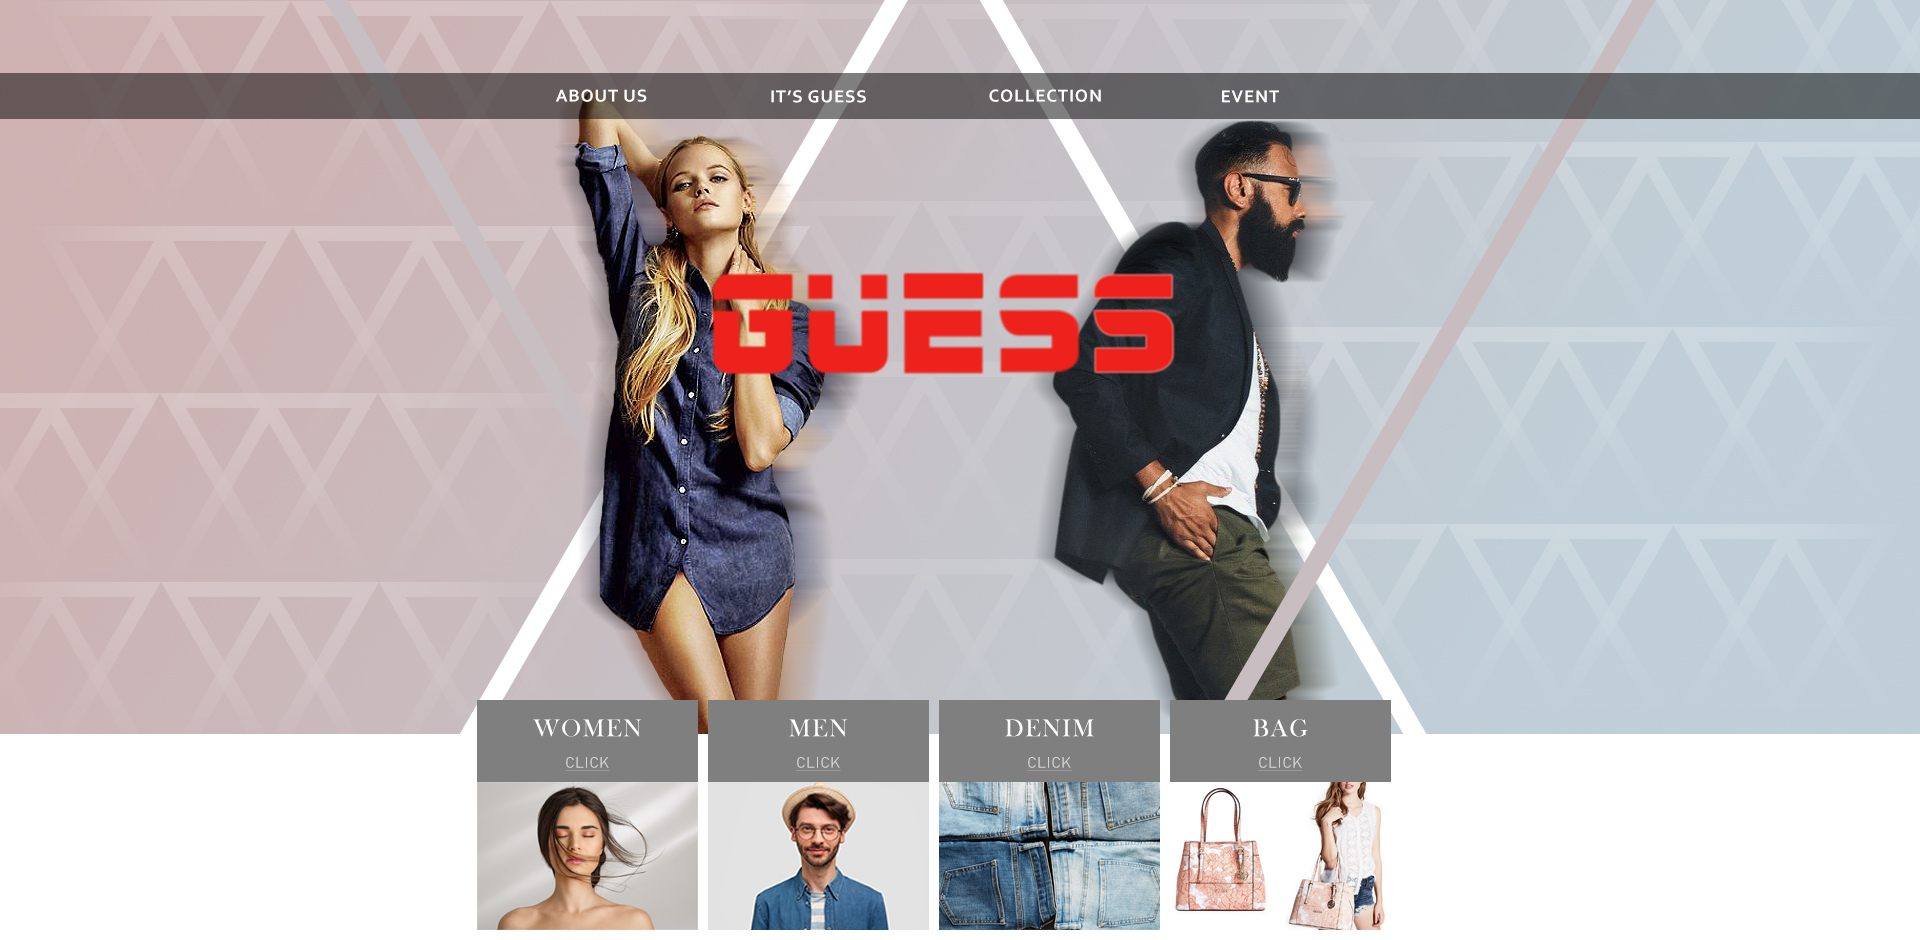 ABOUT US
IT'S GUESS
COLLECTION
EVENT
GUESS
WOMEN
CLICK
MEN
CLICK
DENIM
CLICK
BAG
CLICK